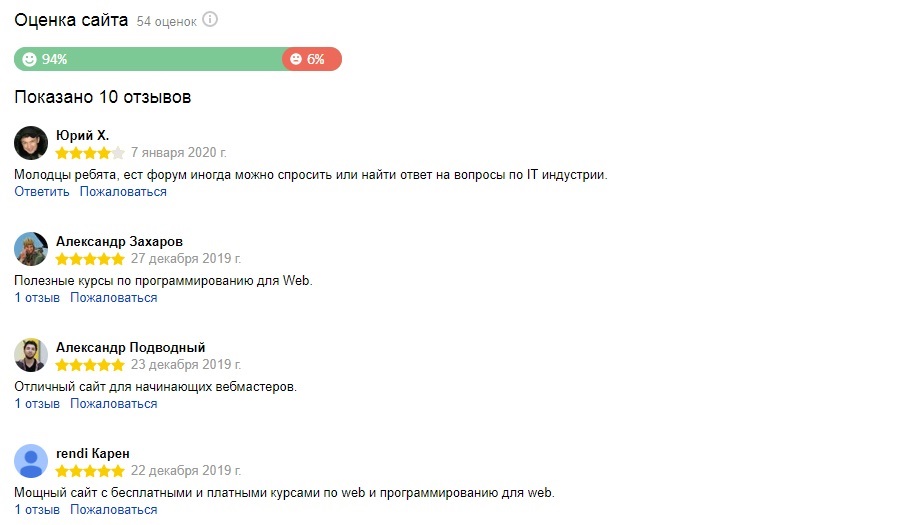 Оценка сайта 54 оценок
94% 6%
Показано 10 отзывов
Юрий Х.
7 января 2020 г.
Молодцы ребята, ест форум иногда можно спросить или найти ответ на вопросы по IT индустрии.
Ответить Пожаловаться
Александр Захаров
27 декабря 2019 г.
Полезные курсы по программированию для Web.
1 отзыв Пожаловаться
Александр Подводный
23 декабря 2019 г.
Отличный сайт для начинающих вебмастеров.
1 отзыв Пожаловаться
rendi Карен
22 декабря 2019 г.
Мощный сайт с бесплатными и платными курсами по web и программированию для web.
1 отзыв Пожаловаться